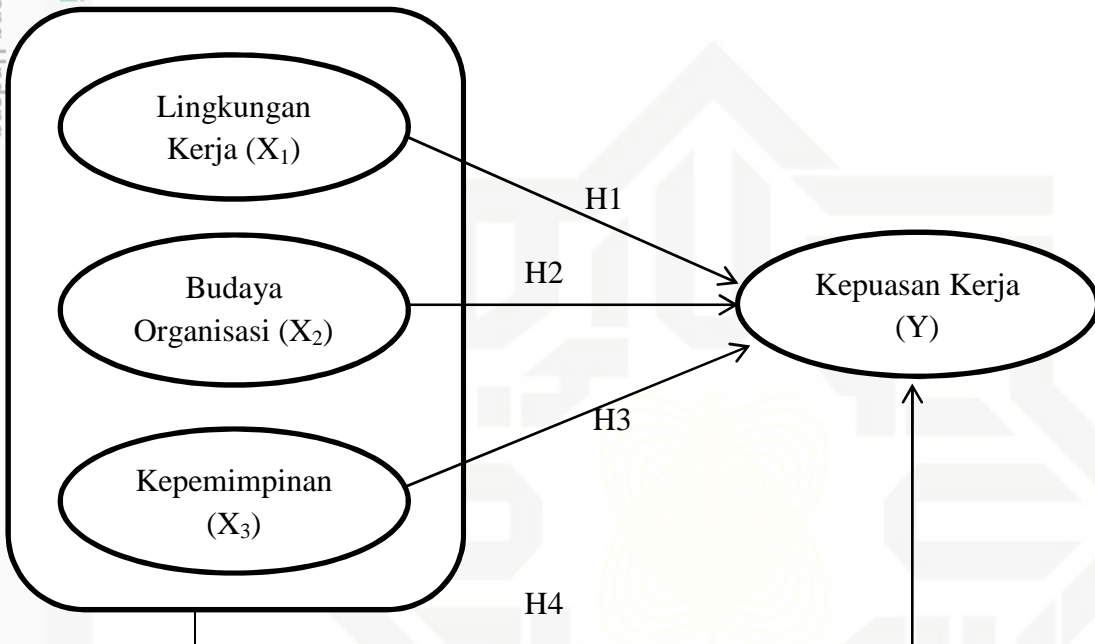 Lingkungan
Kerja (X₁)
H1
Budaya
Organisasi (X₂)
H2
Kepuasan Kerja
(Y)
H3
Kepemimpinan
(X₃)
H4